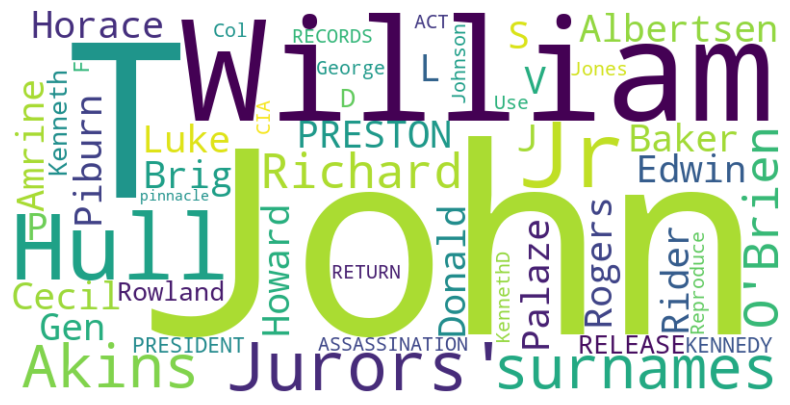 Horace
Col
RECORDS
ACT
S
Albertsen
T
William
F
Kenneth
George
L
Johnson
V
Jones
D
Use
CIA
Amrine
Piburn
Luke
PRESTON
J
Jr
Baker
Brig
Richard
Edwin
O'Brien
pinnacle
P
Hull
John
Howard
Donald
KennethD
Palaze
Rogers
Rider
Reproduce
RETURN
Cecil
Rowland
Gen
PRESIDENT
ASSASSINATION
RELEASE
KENNEDY
Akins
Jurors'
surnames